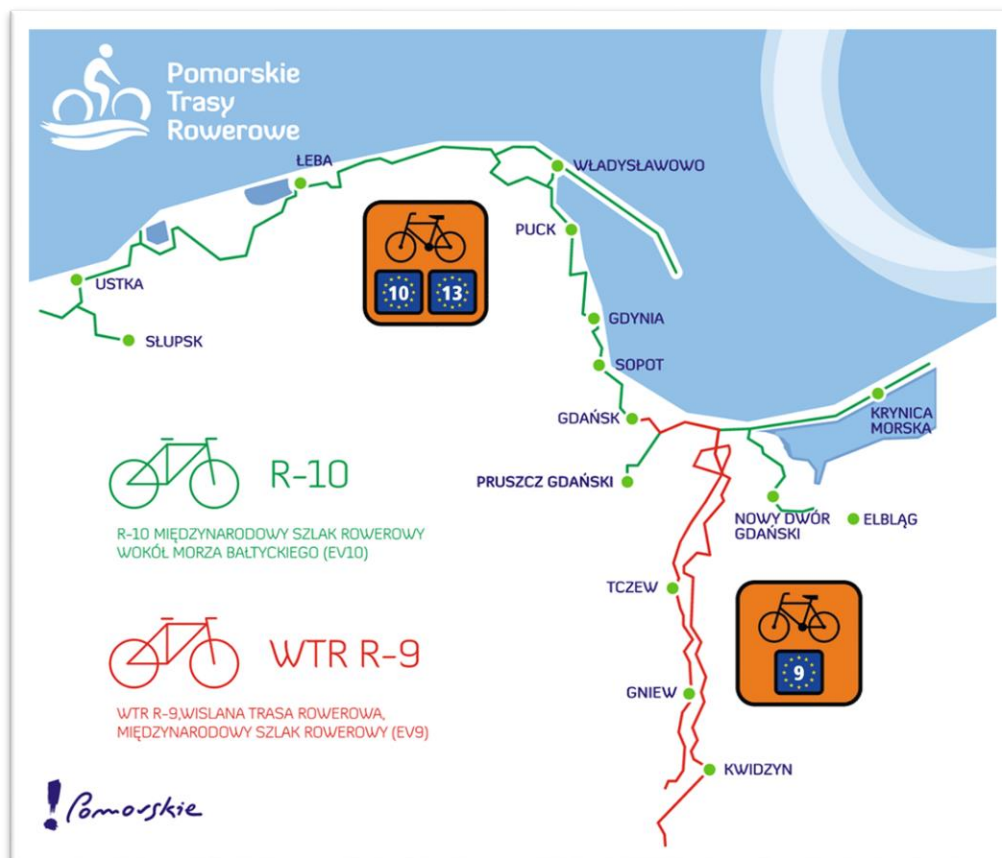 Pomorskie
Trasy
Rowerowe
ŁEBA
WŁADYSŁAWOWO
PUCK
10
13
USTKA
SŁUPSK
GDYNIA
SOPOT
GDAŃSK
KRYNICA
MORSKA
PRUSZCZ GDAŃSKI
NOWY DWÓR
GDAŃSKI
ELBLĄG
R-10
R-10 MIĘDZYNARODOWY SZLAK ROWEROWY
WOKÓŁ MORZA BAŁTYCKIEGO (EV10)
TCZEW
9
WTR R-9
GNIEW
WTR R-9,WISLANA TRASA ROWEROWA,
MIĘDZYNARODOWY SZLAK ROWEROWY (EV9)
KWIDZYN
!Pomorskie